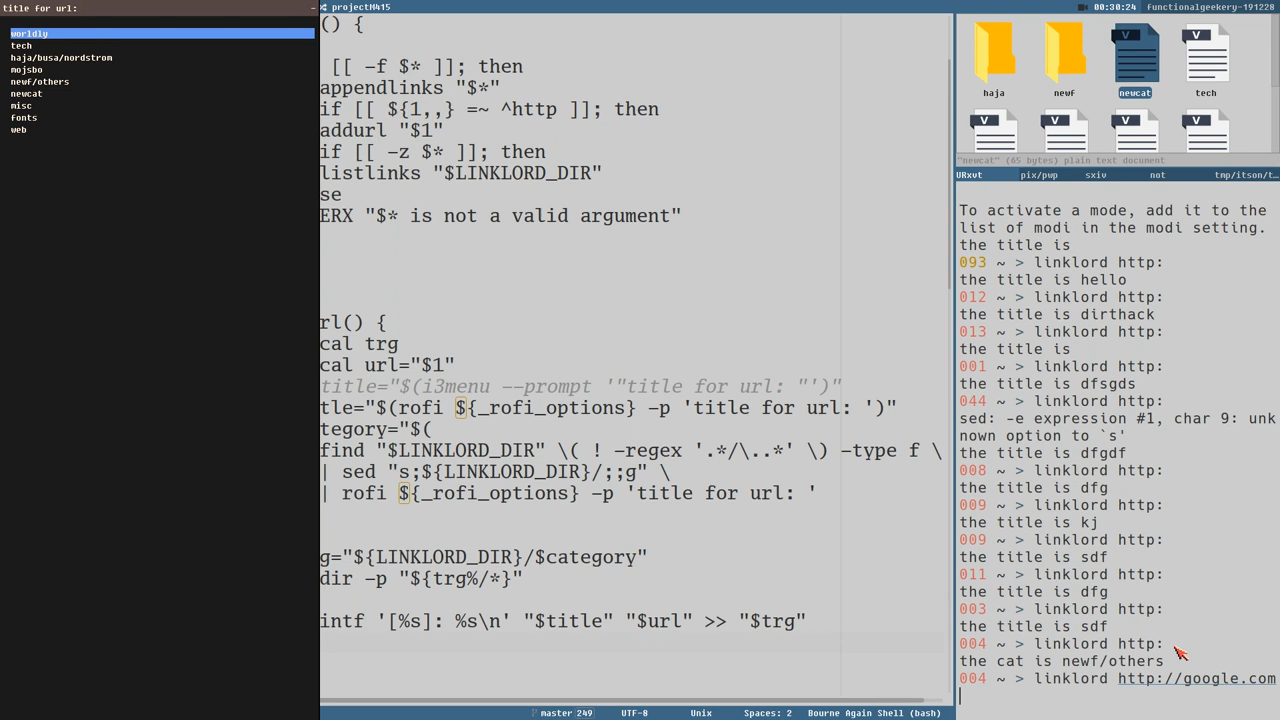 title for url:
worldly
tech
haja/busa/nordstrom
mojsbo
newf/others
newcat
misc
fonts
web
projectM415
() {
[[ -f $* ]]; then
appendlinks "$*"
if [[ ${1,,} =~ ^http ]]; then
addurl "$1"
if [[ -z $* ]]; then
listlinks "$LINKLORD_DIR"
se
ERX "$* is not a valid argument"
rl() {
cal trg
cal url="$1"
title="$(i3menu --prompt '"title for url: "')"
tle="$(rofi ${_rofi_options} -p 'title for url: ')"
tegory="$(
find "$LINKLORD_DIR" \( ! -regex '.*/\..*' \) -type f \
| sed "s;${LINKLORD_DIR}/;;g" \
| rofi ${_rofi_options} -p 'title for url: '
g="${LINKLORD_DIR}/$category"
dir -p "${trg%/*}"
intf '[%s]: %s\n' "$title" "$url" >> "$trg"
master 249 UTF-8 Unix Spaces: 2 Bourne Again Shell (bash)
00:30:24 functionalgeekery-191228
haja newf newcat tech
"newcat" (65 bytes) plain text document
URxvt pix/pwp sxiv not tmp/itson/t...
To activate a mode, add it to the
list of modi in the modi setting.
the title is
093 ~ > linklord http:
the title is hello
012 ~ > linklord http:
the title is dirthack
013 ~ > linklord http:
the title is
001 ~ > linklord http:
the title is dfsgds
044 ~ > linklord http:
sed: -e expression #1, char 9: unk
nown option to `s'
the title is dfgdf
008 ~ > linklord http:
the title is dfg
009 ~ > linklord http:
the title is kj
009 ~ > linklord http:
the title is sdf
011 ~ > linklord http:
the title is dfg
003 ~ > linklord http:
the title is sdf
004 ~ > linklord http:
the cat is newf/others
004 ~ > linklord http://google.com